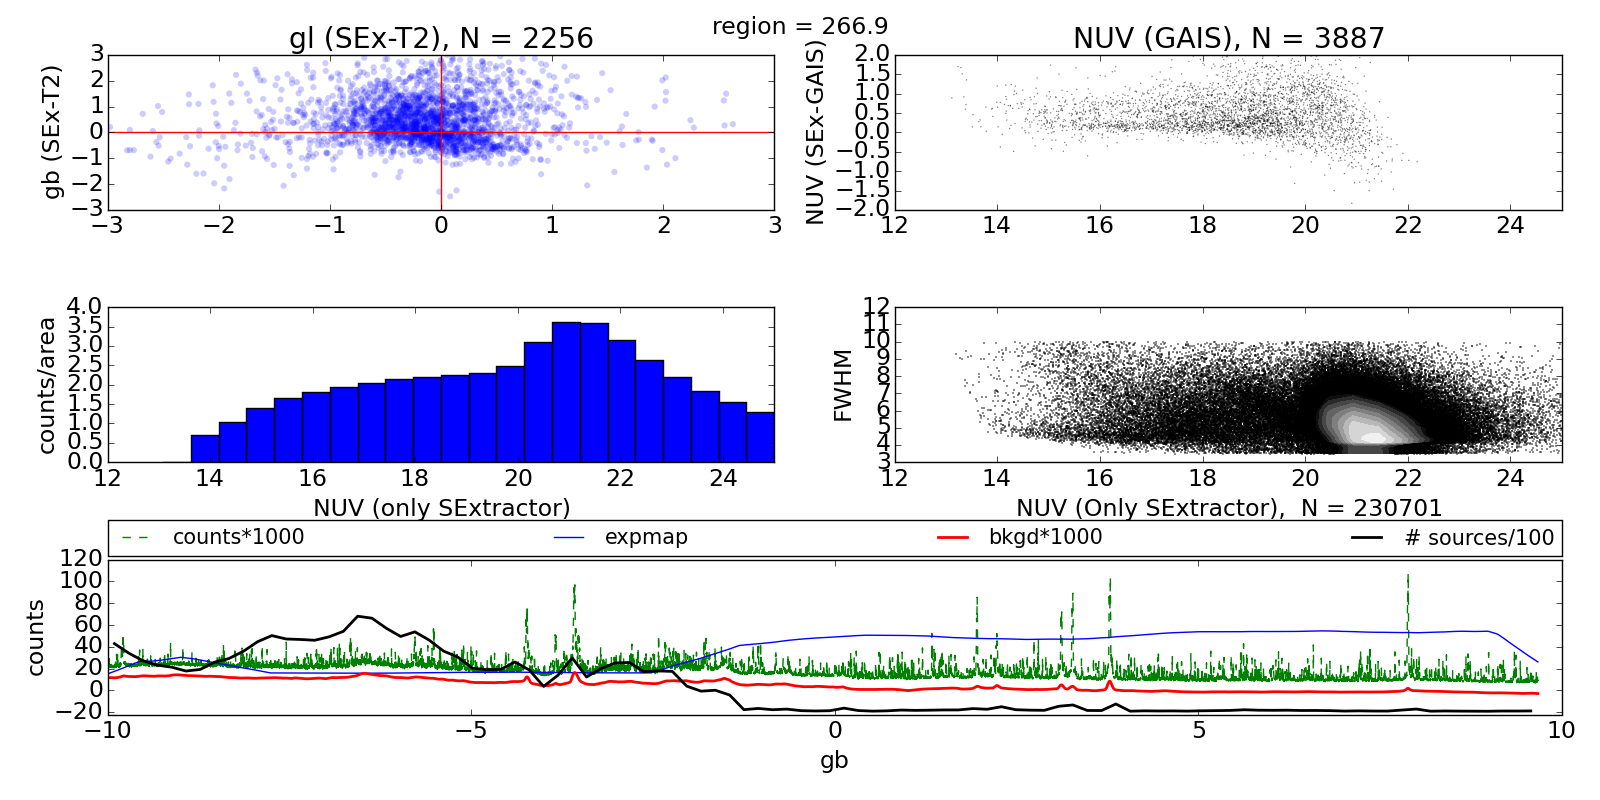 region = 266.9
gl (SEx-T2), N = 2256
gb (SEx-T2)
3
2
1
0
−1
−2
−3
−3 −2 −1 0 1 2 3
NUV (GAIS), N = 3887
NUV (SEx-GAIS)
2.0
1.5
1.0
0.5
0.0
−0.5
−1.0
−1.5
−2.0
12 14 16 18 20 22 24
counts/area
4.0
3.5
3.0
2.5
2.0
1.5
1.0
0.5
0.0
12 14 16 18 20 22 24
NUV (only SExtractor)
FWHM
12
11
10
9
8
7
6
5
4
3
12 14 16 18 20 22 24
NUV (Only SExtractor), N = 230701
counts*1000 expmap bkgd*1000 # sources/100
counts
120
100
80
60
40
20
0
−20
−10 −5 0 5 10
gb